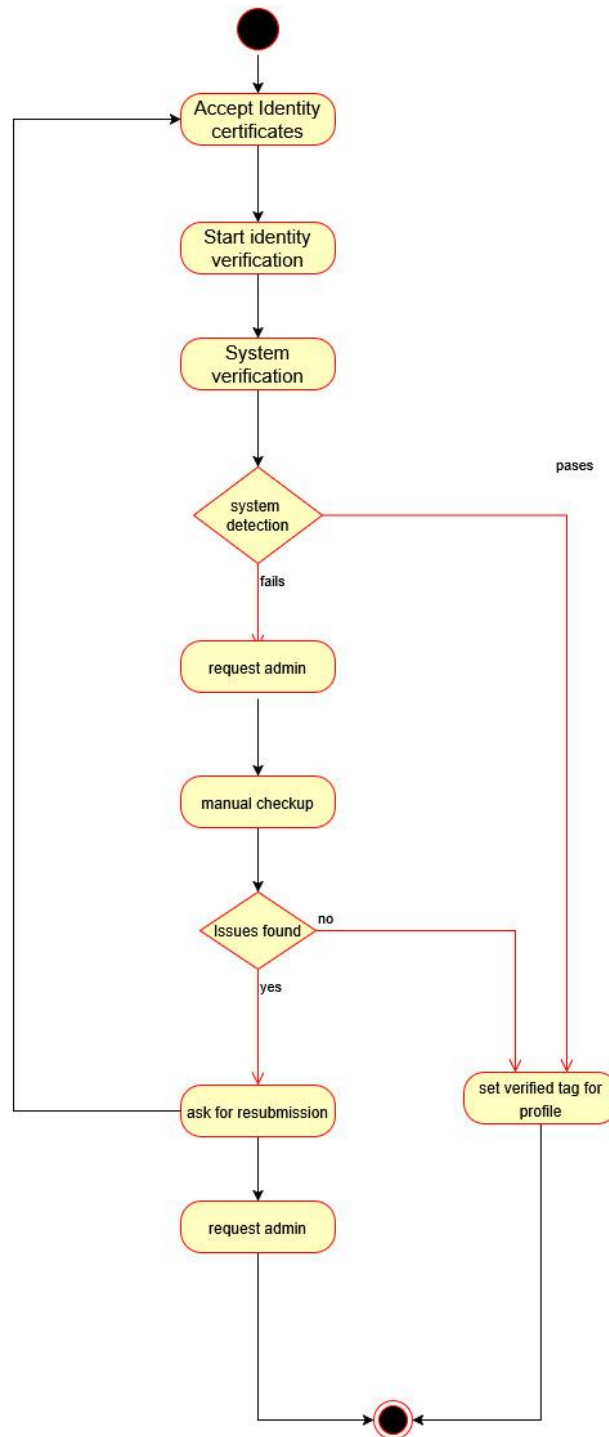 Accept Identity
certificates
Start identity
verification
System
verification
pases
system
detection
fails
request admin
manual checkup
Issues found
no
yes
ask for resubmission
set verified tag for
profile
request admin